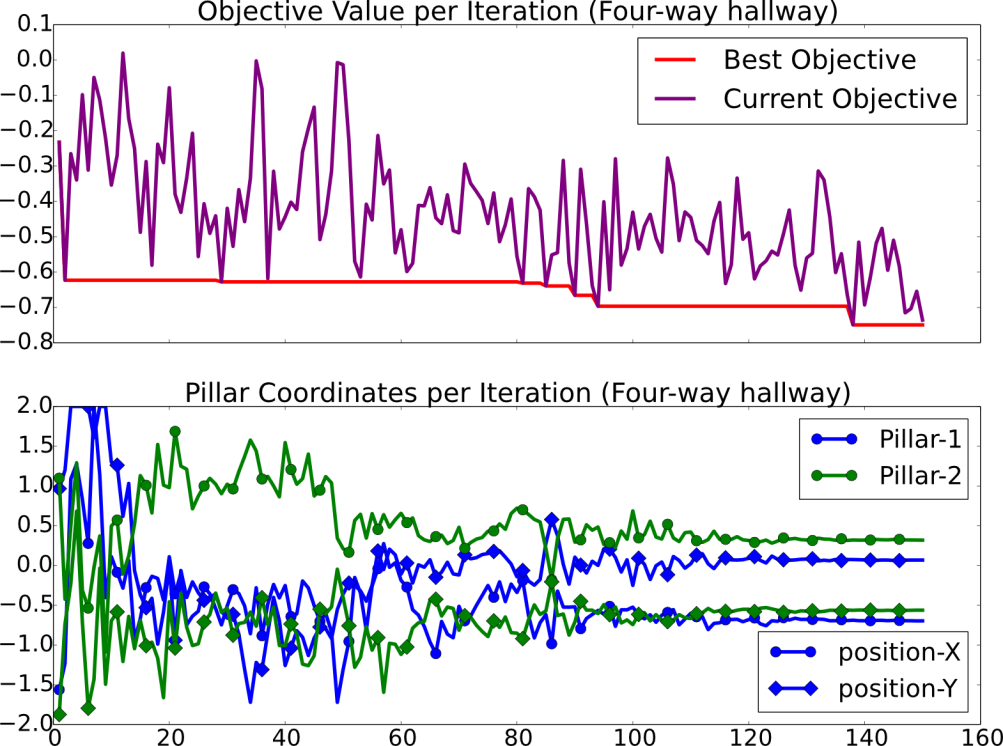 Objective Value per Iteration (Four-way hallway)
0.1
0.0
−0.1
−0.2
−0.3
−0.4
−0.5
−0.6
−0.7
−0.8
Best Objective
Current Objective
Pillar Coordinates per Iteration (Four-way hallway)
2.0
1.5
1.0
0.5
0.0
−0.5
−1.0
−1.5
−2.0
Pillar-1
Pillar-2
position-X
position-Y
0 20 40 60 80 100 120 140 160